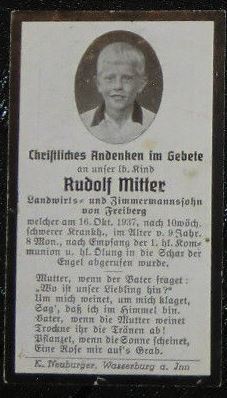 Christliches Andenken im Gebete
an unser lb. Kind
Rudolf Mitter
Landwirts- und Zimmermannssohn
von Freiberg
welcher am 16. Okt. 1937, nach 10wöch.
schwerer Krankh., im Alter v. 9 Jahr.
8 Mon., nach Empfang der 1. hl. Kom-
munion u. hl. Ölung in die Schar der
Engel abgerufen wurde.
Mutter, wenn der Vater fraget:
„Wo ist unser Liebling hin?"
Um mich weinet, um mich klaget,
Sag', daß ich im Himmel bin.
Vater, wenn die Mutter weinet
Trockne ihr die Tränen ab!
Pflanzet, wenn die Sonne scheinet,
Eine Rose mir auf's Grab.
K. Neuburger, Wasserburg a. Inn